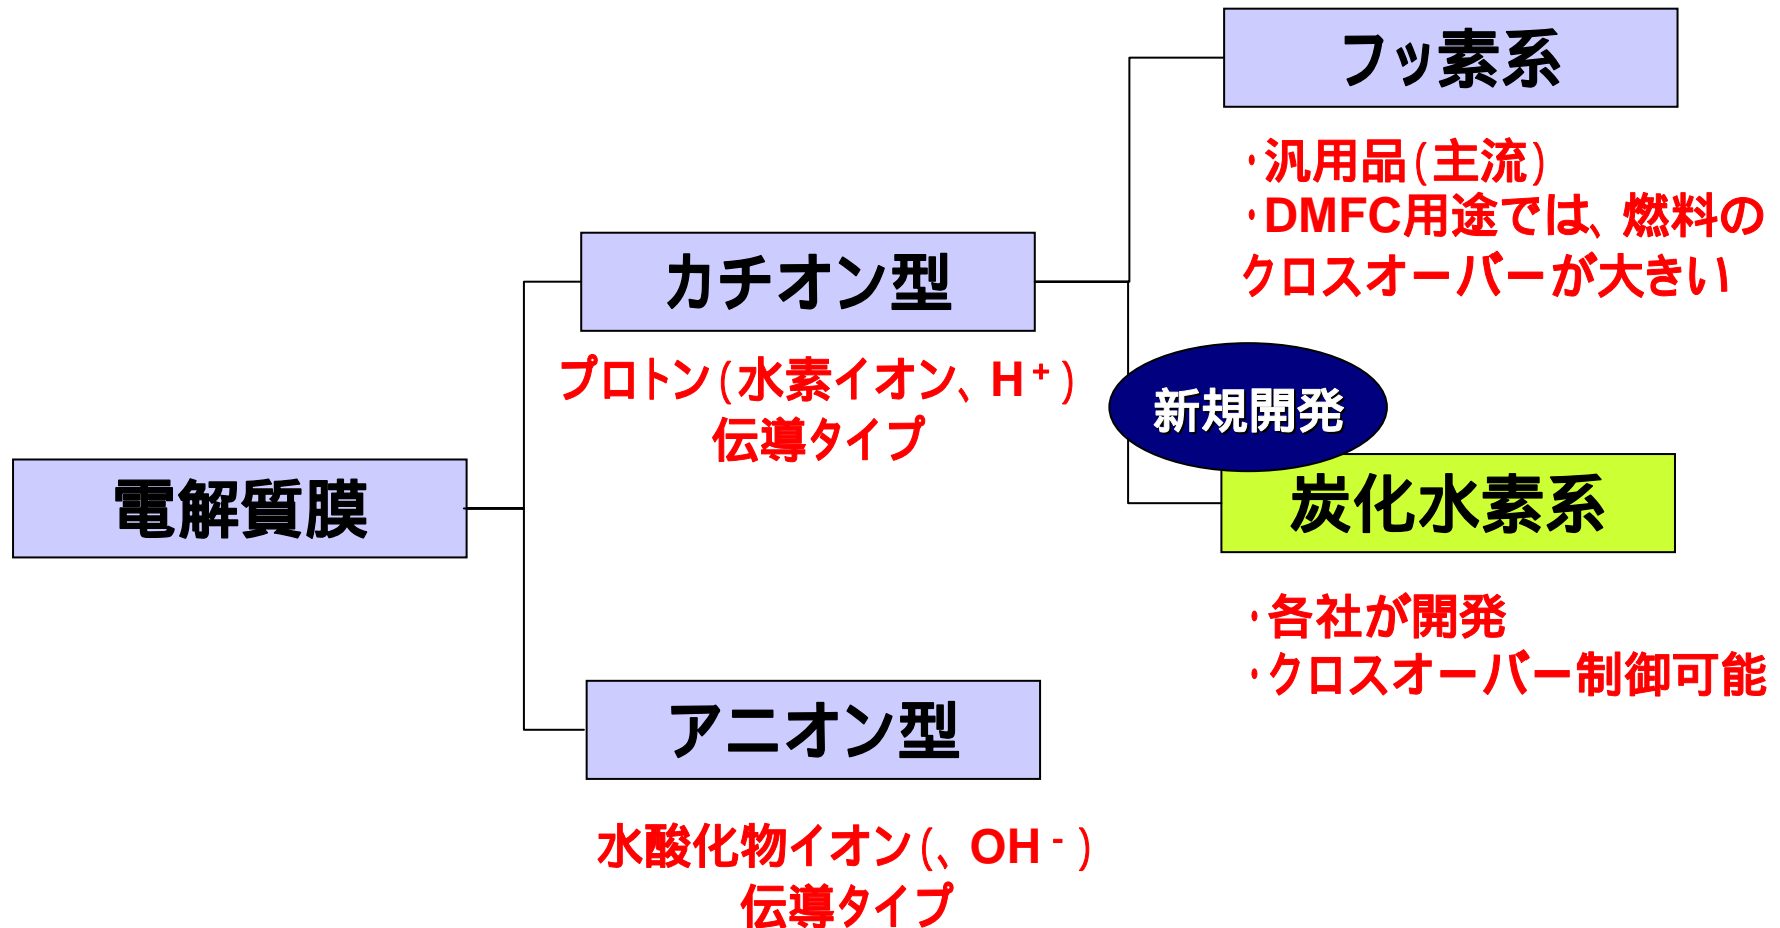 フッ素系
・汎用品(主流)
・DMFC用途では、燃料の
クロスオーバーが大きい
カチオン型
プロトン(水素イオン、H⁺)
伝導タイプ
新規開発
電解質膜
炭化水素系
・各社が開発
・クロスオーバー制御可能
アニオン型
水酸化物イオン(、OH⁻)
伝導タイプ